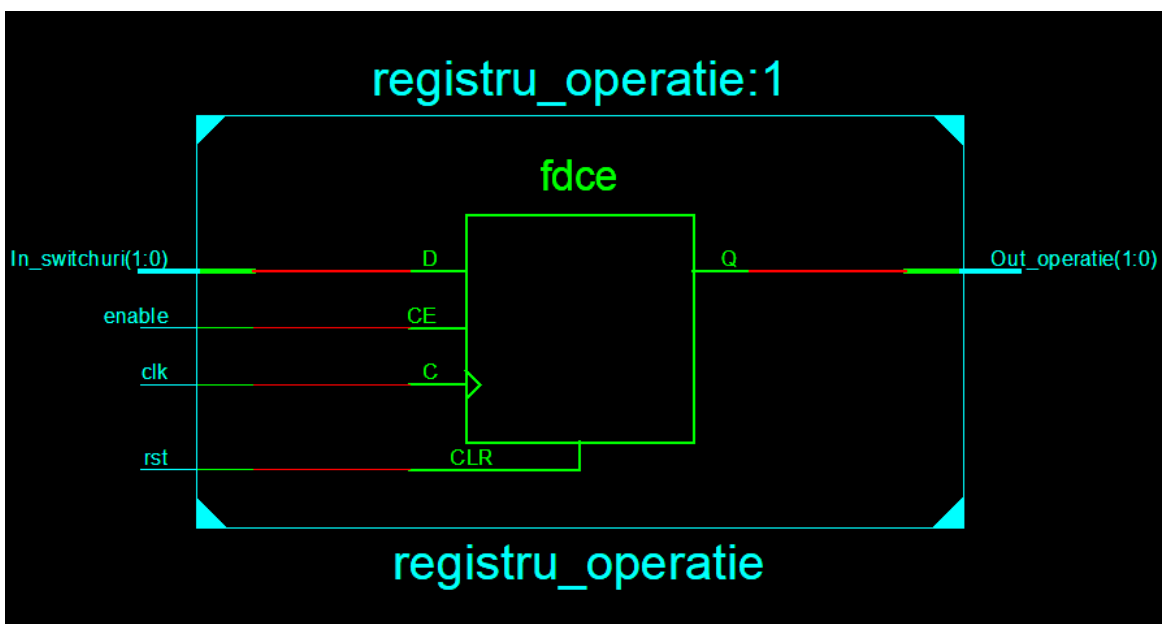 registru_operatie:1
fdce
In_switchuri(1:0)
D
Q
Out_operatie(1:0)
enable
CE
clk
C
rst
CLR
registru_operatie